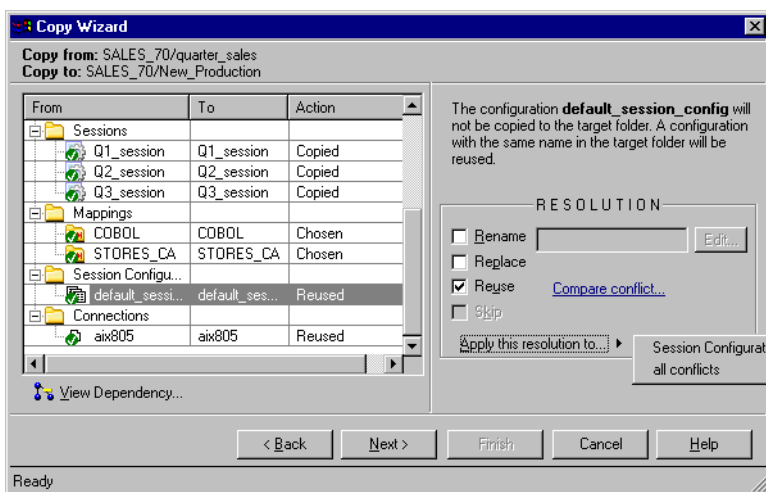 Copy Wizard
Copy from: SALES_70/quarter_sales
Copy to: SALES_70/New_Production
From To Action
Sessions
Q1_session Q1_session Copied
Q2_session Q2_session Copied
Q3_session Q3_session Copied
Mappings
COBOL COBOL Chosen
STORES_CA STORES_CA Chosen
Session Configu...
default_sessi... default_ses... Reused
Connections
aix805 aix805 Reused
View Dependency...
The configuration default_session_config will
not be copied to the target folder. A configuration
with the same name in the target folder will be
reused.
RESOLUTION
Rename Edit...
Replace
Reuse Compare conflict...
Skip
Apply this resolution to...
Session Configurat
all conflicts
< Back Next > Finish Cancel Help
Ready